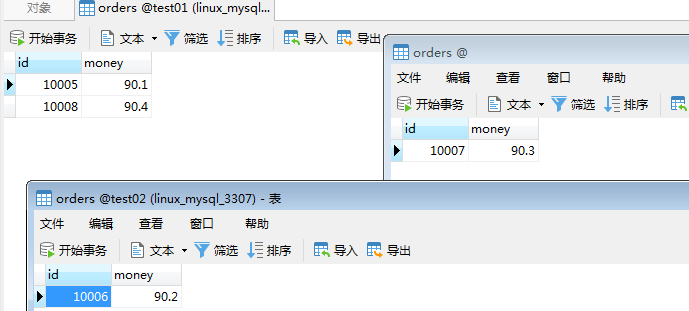 对象
orders @test01 (linux_mysql...
开始事务 文本 筛选 排序 导入 导出
id money
10005 90.1
10008 90.4
orders @
文件 编辑 查看 窗口 帮助
开始事务 文本 筛选 排序
id money
10007 90.3
orders @test02 (linux_mysql_3307) - 表
文件 编辑 查看 窗口 帮助
开始事务 文本 筛选 排序 导入 导出
id money
10006 90.2